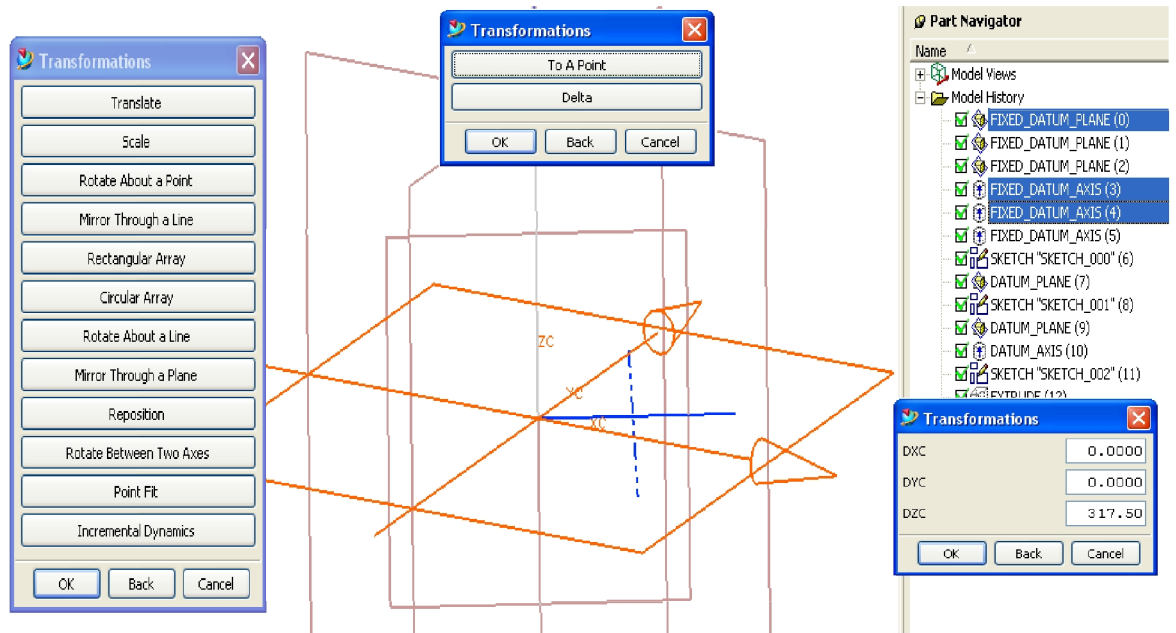 Transformations
Translate
Scale
Rotate About a Point
Mirror Through a Line
Rectangular Array
Circular Array
Rotate About a Line
Mirror Through a Plane
Reposition
Rotate Between Two Axes
Point Fit
Incremental Dynamics
OK Back Cancel
Transformations
To A Point
Delta
OK Back Cancel
ZC
YC
XC
Part Navigator
Name
Model Views
Model History
FIXED_DATUM_PLANE (0)
FIXED_DATUM_PLANE (1)
FIXED_DATUM_PLANE (2)
FIXED_DATUM_AXIS (3)
FIXED_DATUM_AXIS (4)
FIXED_DATUM_AXIS (5)
SKETCH "SKETCH_000" (6)
DATUM_PLANE (7)
SKETCH "SKETCH_001" (8)
DATUM_PLANE (9)
DATUM_AXIS (10)
SKETCH "SKETCH_002" (11)
EXTRUDE (12)
Transformations
DXC 0.0000
DYC 0.0000
DZC 317.50
OK Back Cancel